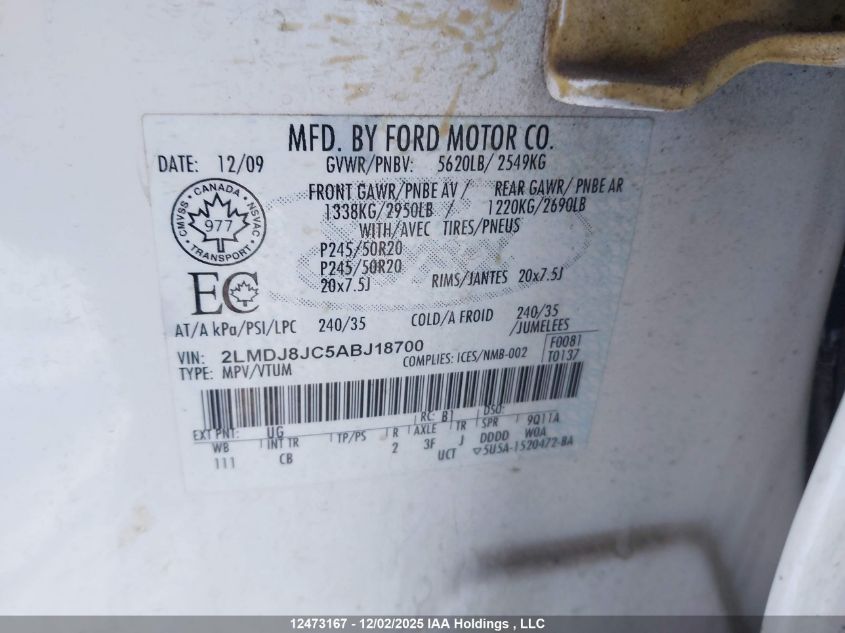 MFD. BY FORD MOTOR CO.
DATE: 12/09 GVWR/PNBV: 5620LB/ 2549KG
FRONT GAWR/PNBE AV / REAR GAWR/ PNBE AR
1338KG/2950LB / 1220KG/2690LB
WITH/AVEC TIRES/PNEUS
CMVSS - CANADA - NSVAC
977
TRANSPORT
P245/50R20
P245/50R20
20x7.5J RIMS/JANTES 20x7.5J
EC
AT/A kPa/PSI/LPC 240/35 COLD/A FROID 240/35
/JUMELEES
VIN: 2LMDJ8JC5ABJ18700 COMPLIES: ICES/NMB-002 F0081
TYPE: MPV/VTUM T0137
EXT PNT: UG RC: B1 DSO:
WB INT TR TP/PS R AXLE TR SPR 9Q11A
111 CB 2 3F J DDDD W0A
UCT ▽5U5A-1520472-BA
12473167 - 12/02/2025 IAA Holdings , LLC